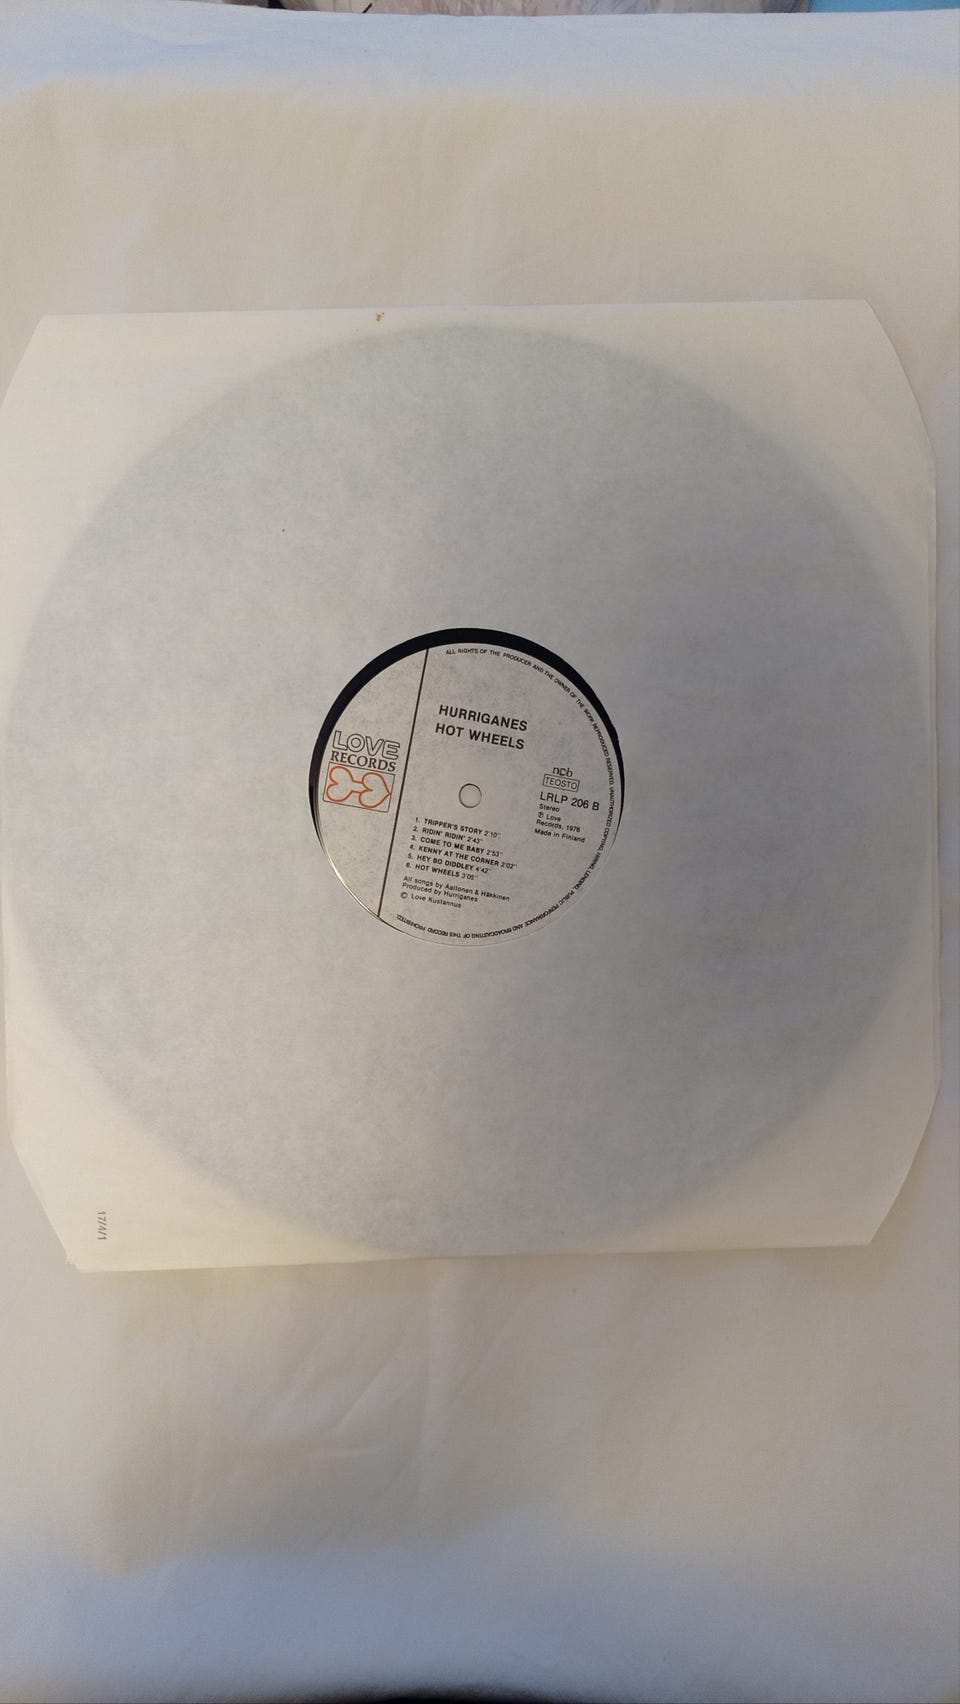 ALL RIGHTS OF THE PRODUCER AND THE OWNER OF THE WORK REPRODUCED RESERVED UNAUTHORIZED COPYING, HIRING, LENDING, PUBLIC PERFORMANCE AND BROADCASTING OF THIS RECORD PROHIBITED.
HURRIGANES
HOT WHEELS
LOVE
RECORDS
ncb
TEOSTO
LRLP 206 B
Stereo
℗ Love
Records, 1976
Made in Finland
1. TRIPPER'S STORY 2'10"
2. RIDIN' RIDIN' 2'43"
3. COME TO ME BABY 2'53"
4. KENNY AT THE CORNER 2'02"
5. HEY BO DIDDLEY 4'42"
6. HOT WHEELS 3'05"
All songs by Aaltonen & Häkkinen
Produced by Hurriganes
© Love Kustannus
17/4/1